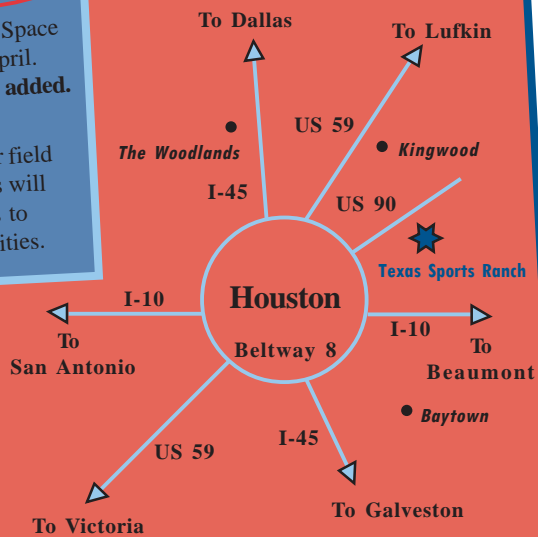 Space
pril.
added.
r field
s will
s to
ities.
To Dallas
To Lufkin
US 59
The Woodlands
Kingwood
I-45
US 90
Texas Sports Ranch
I-10
Houston
I-10
To
San Antonio
Beltway 8
To
Beaumont
Baytown
I-45
US 59
To Galveston
To Victoria